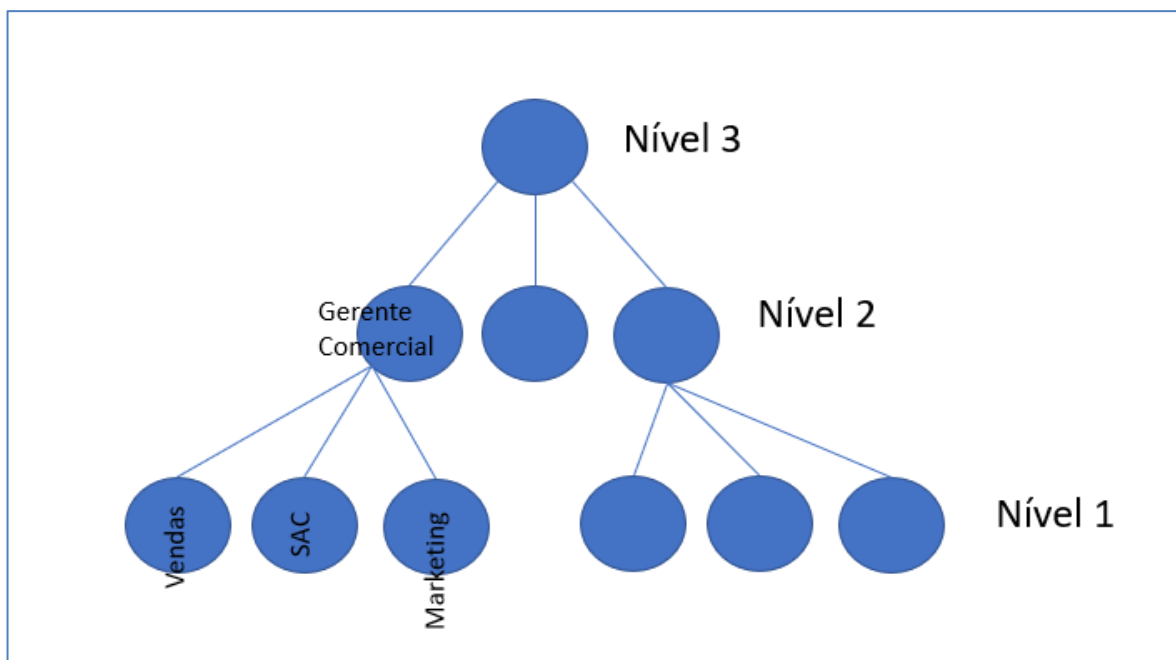 Nível 3
Gerente
Comercial
Nível 2
Vendas
SAC
Marketing
Nível 1